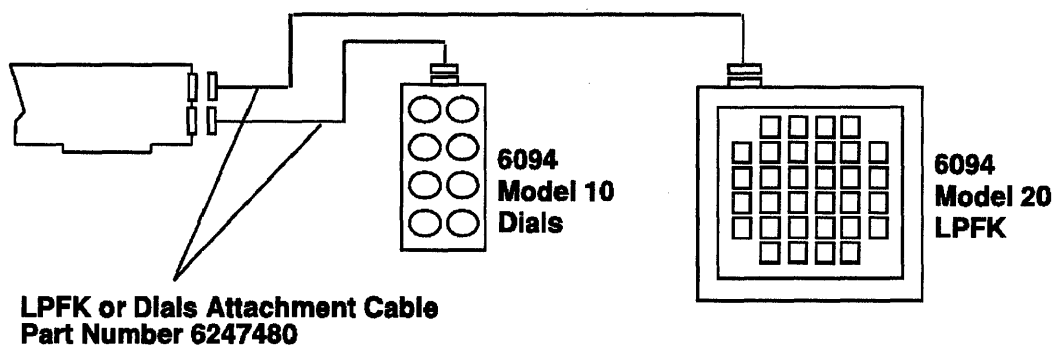 6094
Model 10
Dials
6094
Model 20
LPFK
LPFK or Dials Attachment Cable
Part Number 6247480